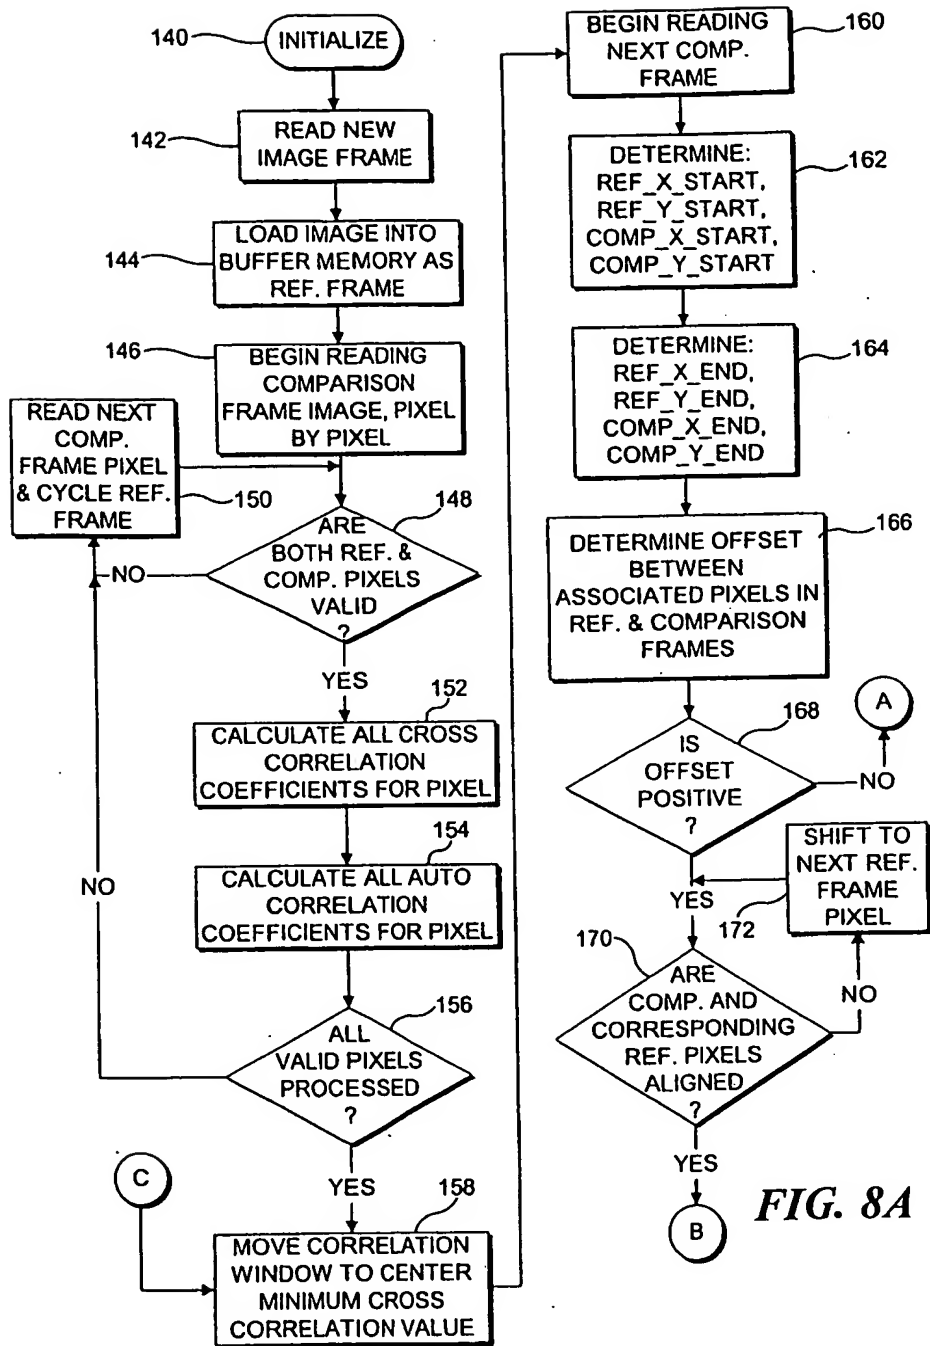 140
INITIALIZE
142
READ NEW
IMAGE FRAME
144
LOAD IMAGE INTO
BUFFER MEMORY AS
REF. FRAME
146
BEGIN READING
COMPARISON
FRAME IMAGE, PIXEL
BY PIXEL
READ NEXT
COMP.
FRAME PIXEL
& CYCLE REF.
FRAME
150
148
ARE
BOTH REF. &
COMP. PIXELS
VALID
?
NO
YES
152
CALCULATE ALL CROSS
CORRELATION
COEFFICIENTS FOR PIXEL
154
CALCULATE ALL AUTO
CORRELATION
COEFFICIENTS FOR PIXEL
NO
156
ALL
VALID PIXELS
PROCESSED
?
YES
C
158
MOVE CORRELATION
WINDOW TO CENTER
MINIMUM CROSS
CORRELATION VALUE
BEGIN READING
NEXT COMP.
FRAME
160
DETERMINE:
REF_X_START,
REF_Y_START,
COMP_X_START,
COMP_Y_START
162
DETERMINE:
REF_X_END,
REF_Y_END,
COMP_X_END,
COMP_Y_END
164
166
DETERMINE OFFSET
BETWEEN
ASSOCIATED PIXELS IN
REF. & COMPARISON
FRAMES
168
IS
OFFSET
POSITIVE
?
NO
A
YES
SHIFT TO
NEXT REF.
FRAME
PIXEL
172
170
ARE
COMP. AND
CORRESPONDING
REF. PIXELS
ALIGNED
?
NO
YES
B
FIG. 8A